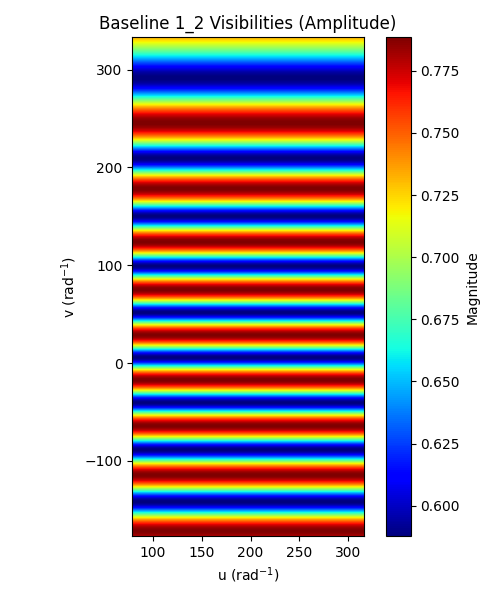 Baseline 1_2 Visibilities (Amplitude)
300
200
100
0
−100
v (rad⁻¹)
100 150 200 250 300
u (rad⁻¹)
0.775
0.750
0.725
0.700
0.675
0.650
0.625
0.600
Magnitude